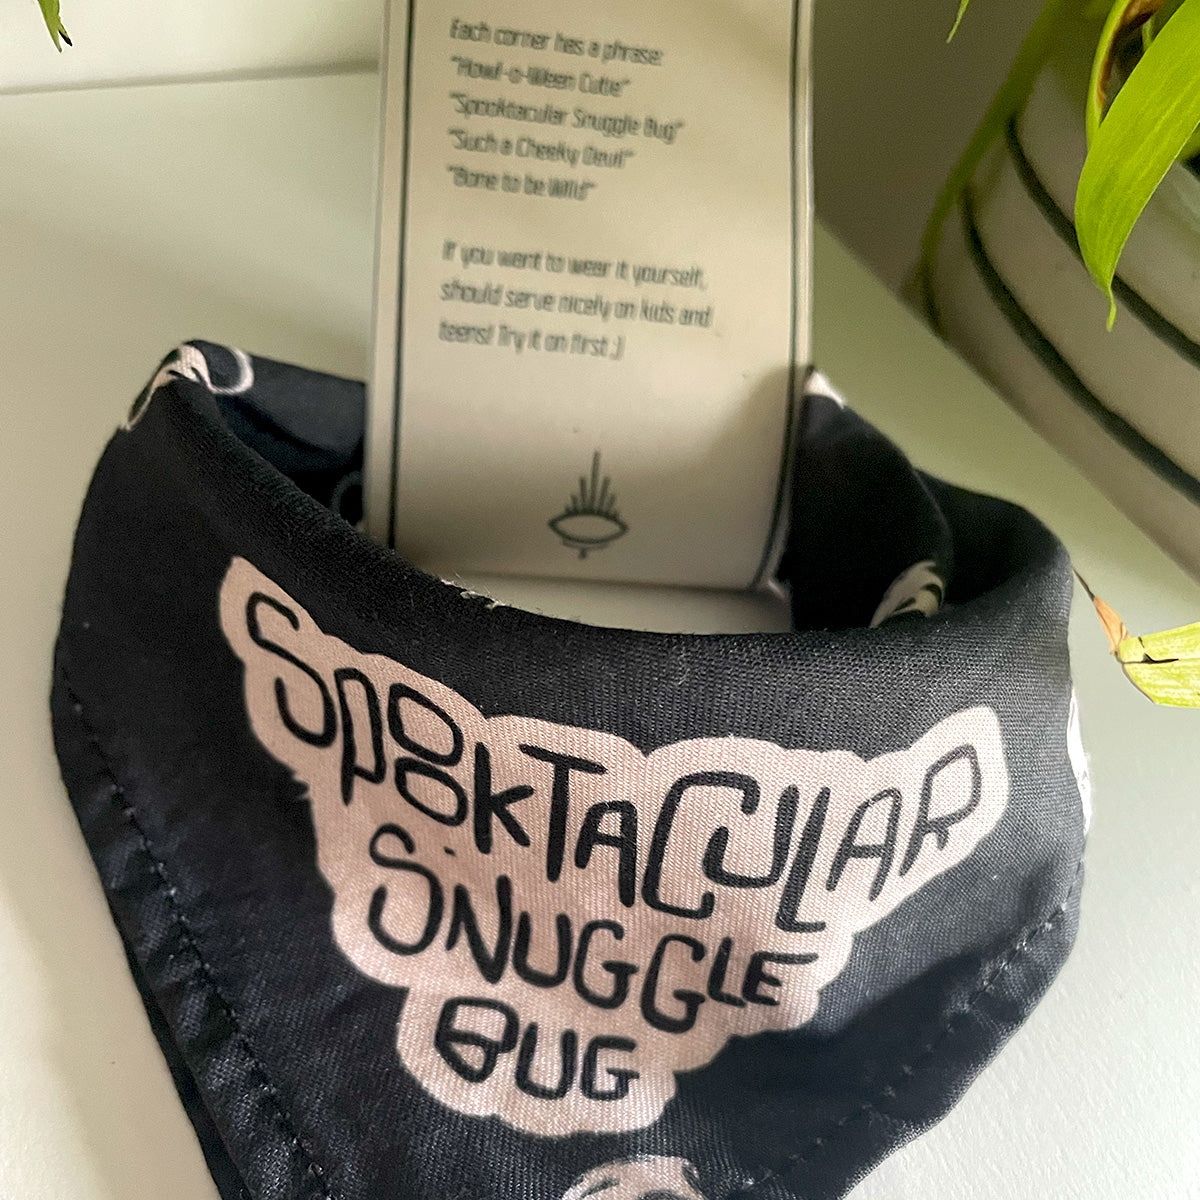 Each corner has a phrase:
"Howl-o-Ween Cutie"
"Spooktacular Snuggle Bug"
"Such a Cheeky Devil"
"Bone to be Wild"
If you want to wear it yourself,
should serve nicely on kids and
teens! Try it on first ;)
SPOOKTACULAR
SNUGGLE
BUG